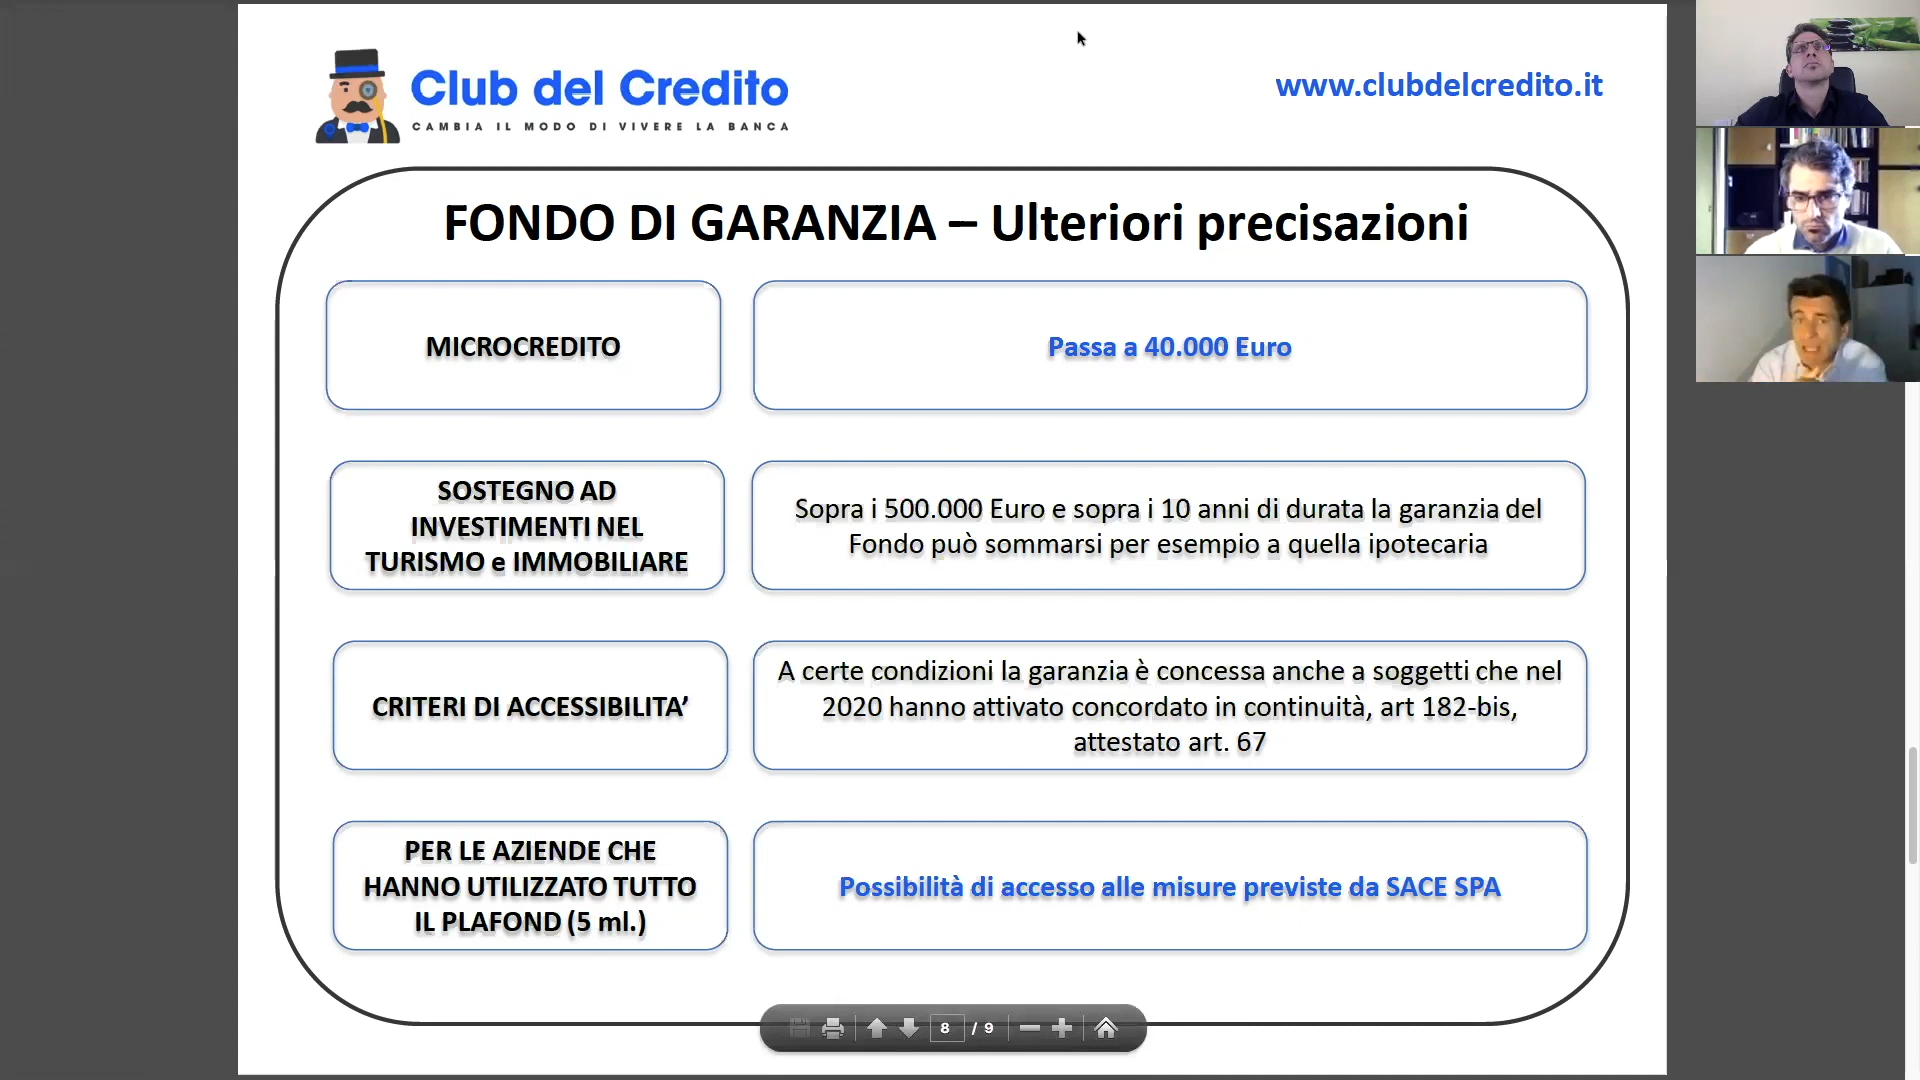 Club del Credito
CAMBIA IL MODO DI VIVERE LA BANCA
www.clubdelcredito.it
FONDO DI GARANZIA – Ulteriori precisazioni
MICROCREDITO
Passa a 40.000 Euro
SOSTEGNO AD
INVESTIMENTI NEL
TURISMO e IMMOBILIARE
Sopra i 500.000 Euro e sopra i 10 anni di durata la garanzia del
Fondo può sommarsi per esempio a quella ipotecaria
CRITERI DI ACCESSIBILITA’
A certe condizioni la garanzia è concessa anche a soggetti che nel
2020 hanno attivato concordato in continuità, art 182-bis,
attestato art. 67
PER LE AZIENDE CHE
HANNO UTILIZZATO TUTTO
IL PLAFOND (5 ml.)
Possibilità di accesso alle misure previste da SACE SPA
8 / 9